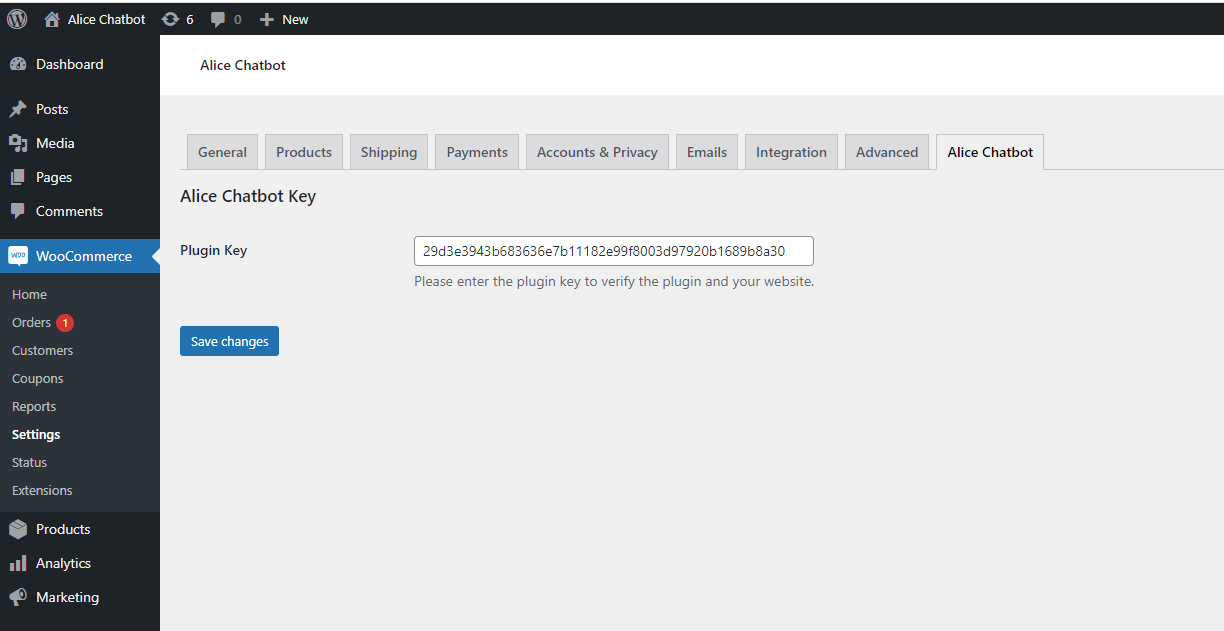 Alice Chatbot 6 0 New
Dashboard
Posts
Media
Pages
Comments
WOO WooCommerce
Home
Orders 1
Customers
Coupons
Reports
Settings
Status
Extensions
Products
Analytics
Marketing
Alice Chatbot
General Products Shipping Payments Accounts & Privacy Emails Integration Advanced Alice Chatbot
Alice Chatbot Key
Plugin Key 29d3e3943b683636e7b11182e99f8003d97920b1689b8a30
Please enter the plugin key to verify the plugin and your website.
Save changes